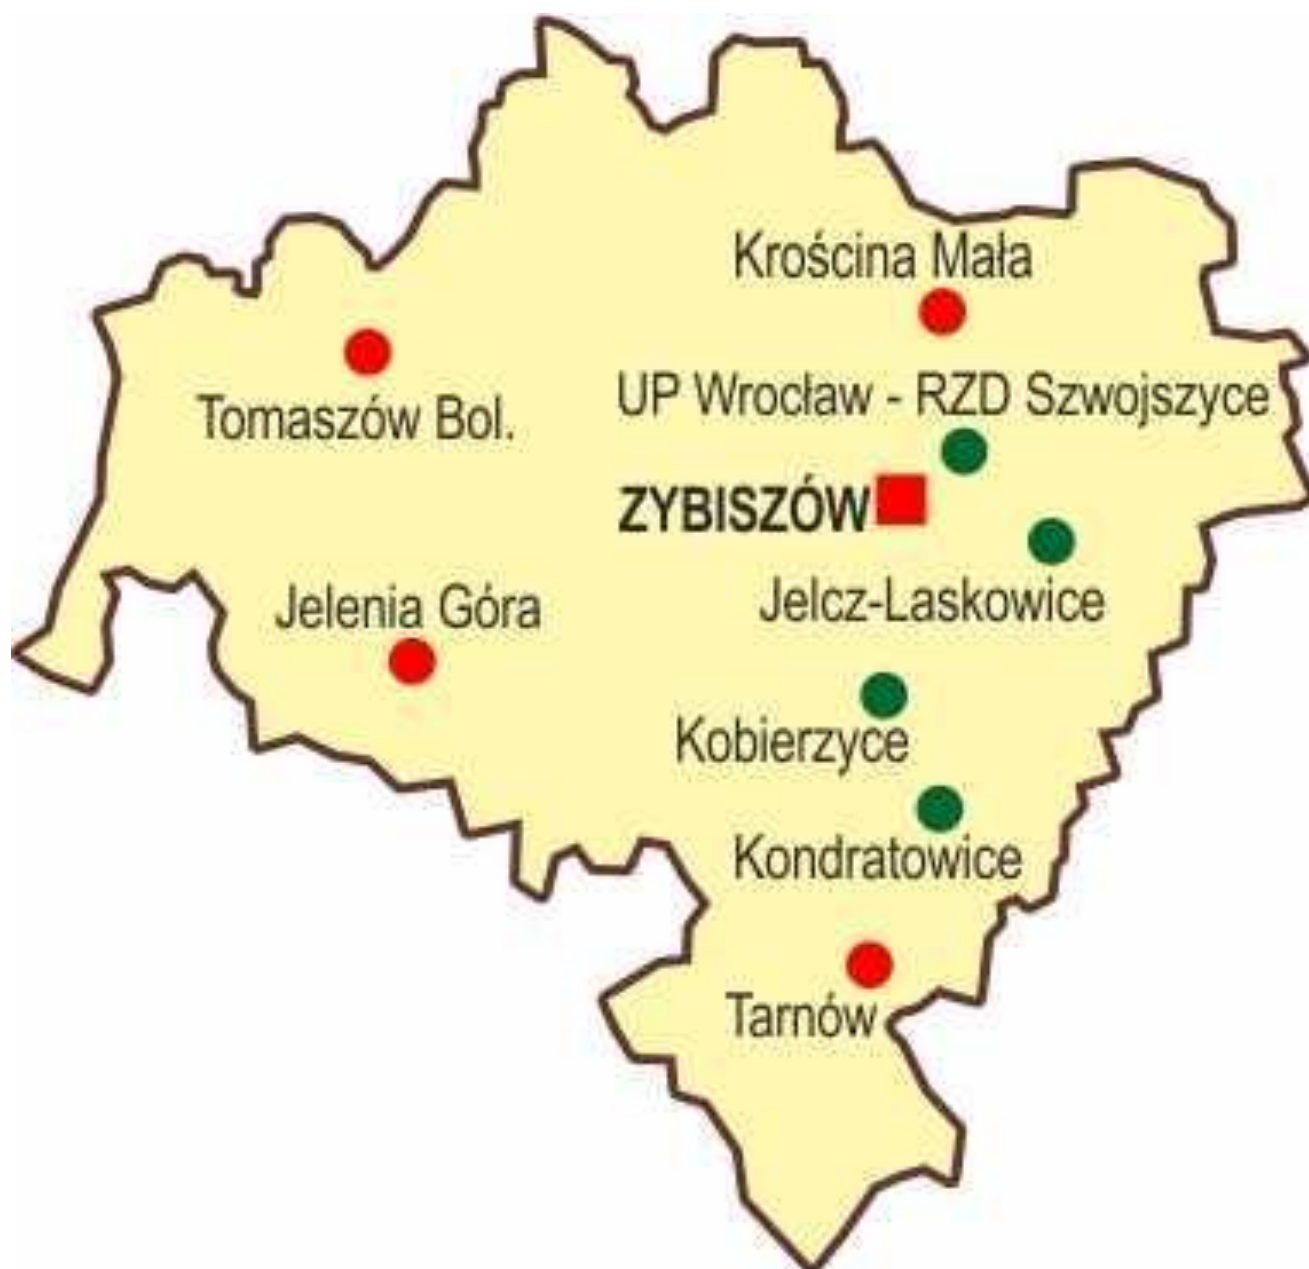 Krościna Mała
UP Wrocław - RZD Szwojszyce
Tomaszów Bol.
ZYBISZÓW
Jelenia Góra
Jelcz-Laskowice
Kobierzyce
Kondratowice
Tarnów